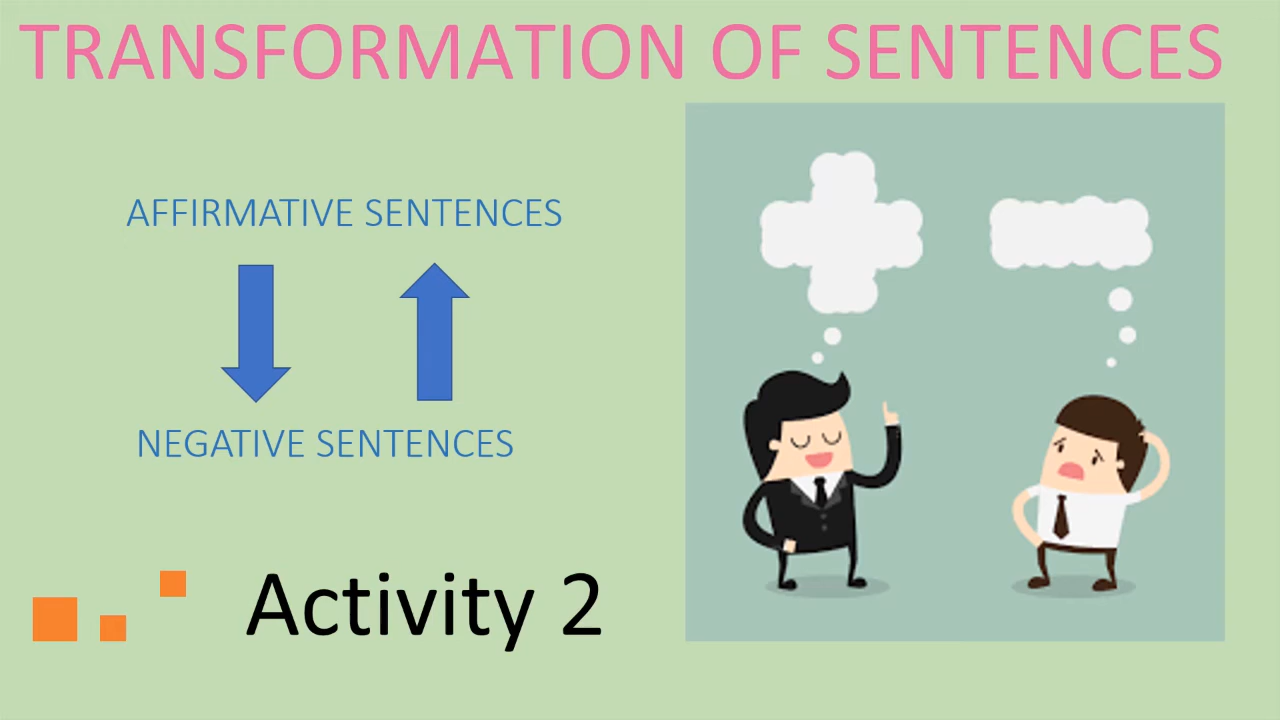 TRANSFORMATION OF SENTENCES
AFFIRMATIVE SENTENCES
NEGATIVE SENTENCES
Activity 2